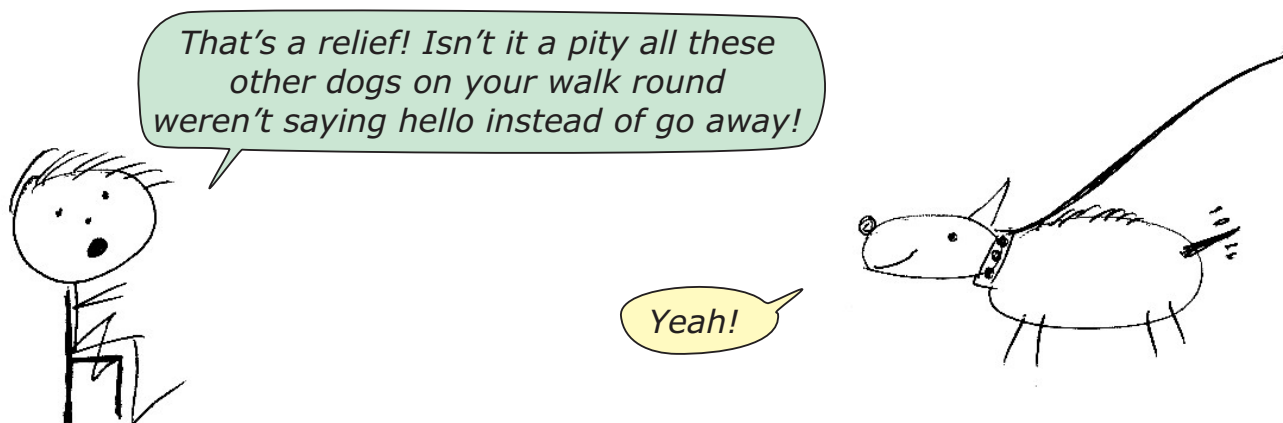 That's a relief! Isn't it a pity all these
other dogs on your walk round
weren't saying hello instead of go away!
Yeah!